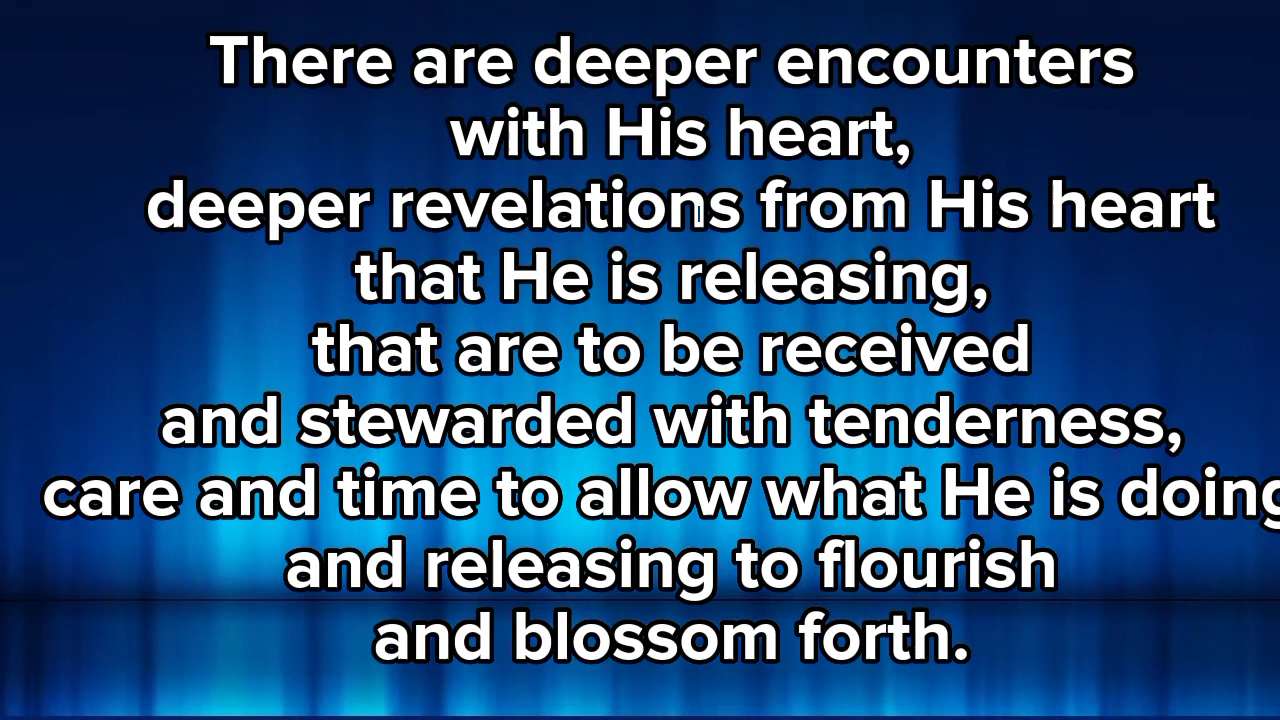 There are deeper encounters
with His heart,
deeper revelations from His heart
that He is releasing,
that are to be received
and stewarded with tenderness,
care and time to allow what He is doing
and releasing to flourish
and blossom forth.